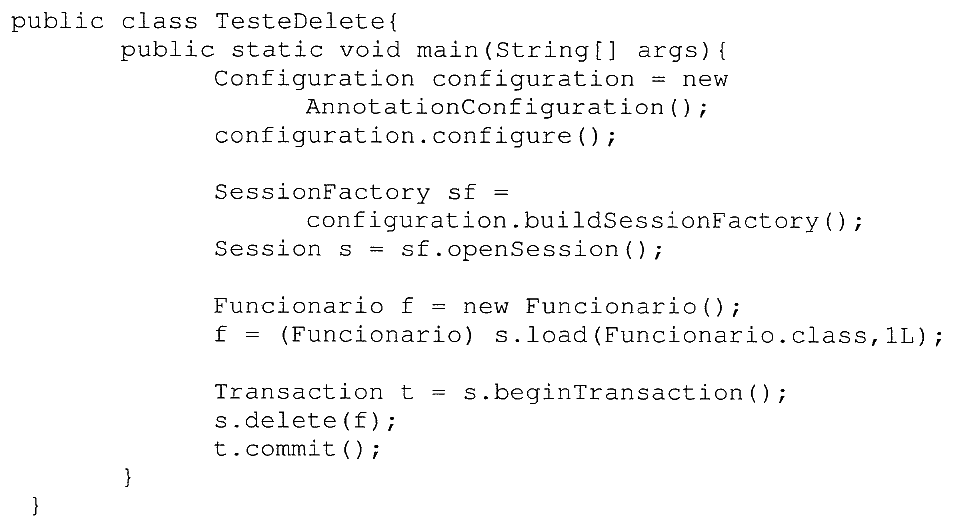 public class TesteDelete{
public static void main(String[] args){
Configuration configuration = new
AnnotationConfiguration();
configuration.configure();
SessionFactory sf =
configuration.buildSessionFactory();
Session s = sf.openSession();
Funcionario f = new Funcionario();
f = (Funcionario) s.load(Funcionario.class,1L);
Transaction t = s.beginTransaction();
s.delete(f);
t.commit();
}
}